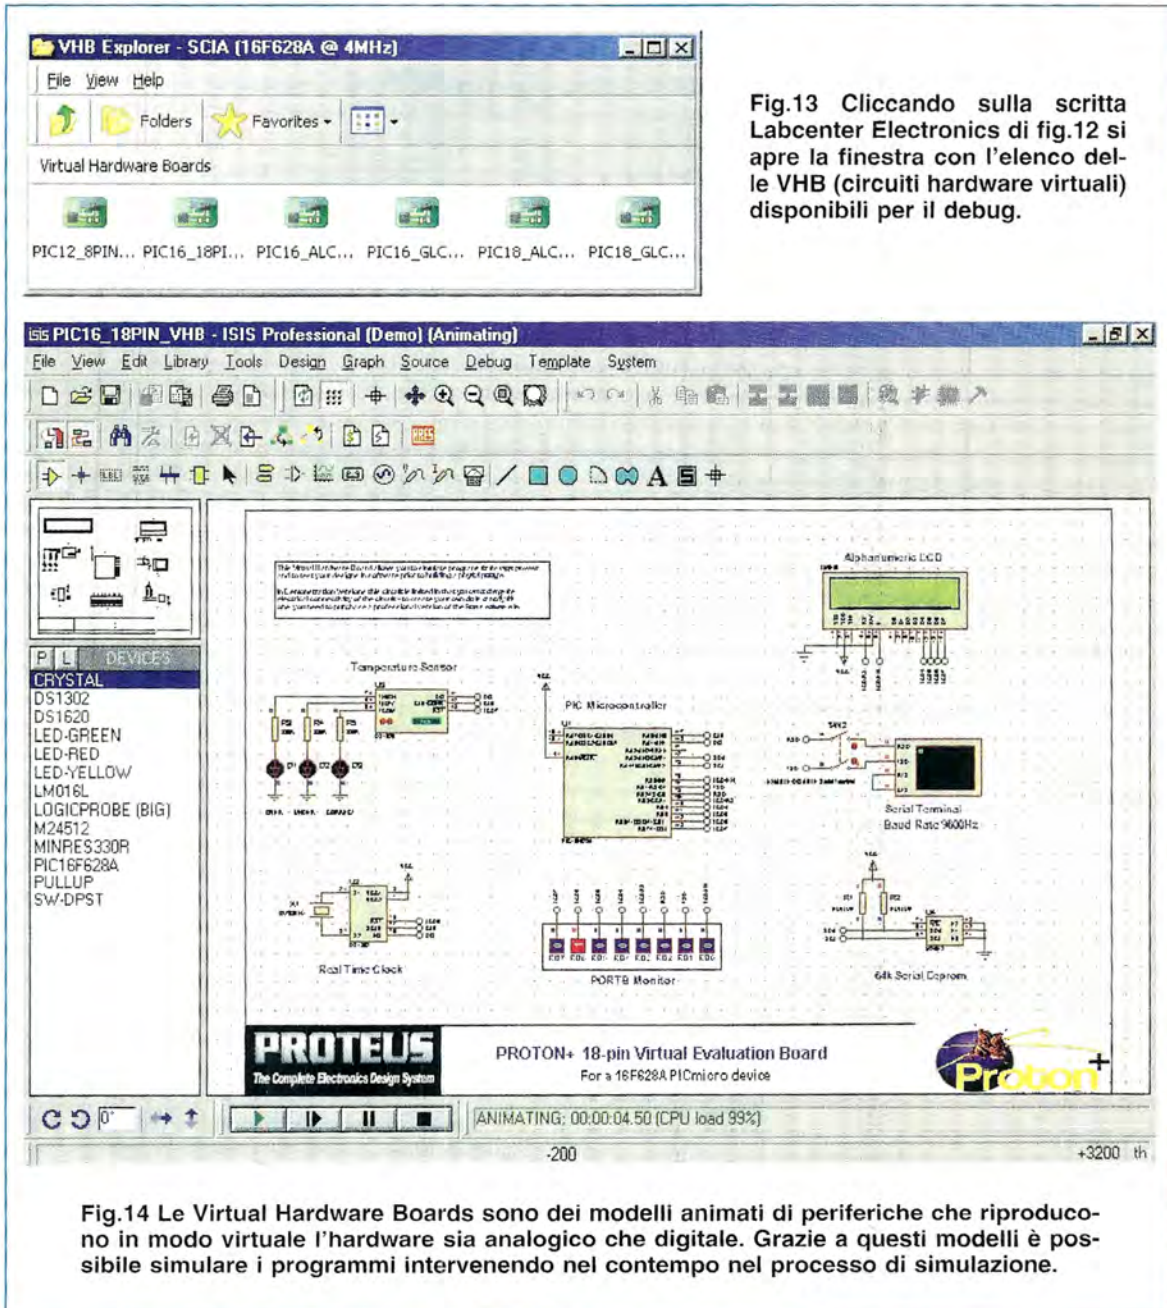 VHB Explorer - SCIA (16F628A @ 4MHz)
File View Help
Folders Favorites
Virtual Hardware Boards
PIC12_8PIN... PIC16_18PI... PIC16_ALC... PIC16_GLC... PIC18_ALC... PIC18_GLC...
Fig.13 Cliccando sulla scritta
Labcenter Electronics di fig.12 si
apre la finestra con l'elenco del-
le VHB (circuiti hardware virtuali)
disponibili per il debug.
isis PIC16_18PIN_VHB - ISIS Professional (Demo) (Animating)
File View Edit Library Tools Design Graph Source Debug Template System
P L DEVICES
CRYSTAL
DS1302
DS1620
LED-GREEN
LED-RED
LED-YELLOW
LM016L
LOGICPROBE (BIG)
M24512
MINRES330R
PIC16F628A
PULLUP
SW-DPST
Alphanumeric LCD
Temperature Sensor
PIC Microcontroller
Serial Terminal
Baud Rate 9600Hz
Real Time Clock
PORTB Monitor
64k Serial Eeprom
PROTEUS
The Complete Electronics Design System
PROTON+ 18-pin Virtual Evaluation Board
For a 16F628A PICmicro device
Proton
0°
ANIMATING: 00:00:04.50 (CPU load 99%)
-200 +3200 th
Fig.14 Le Virtual Hardware Boards sono dei modelli animati di periferiche che riproduco-
no in modo virtuale l'hardware sia analogico che digitale. Grazie a questi modelli è pos-
sibile simulare i programmi intervenendo nel contempo nel processo di simulazione.